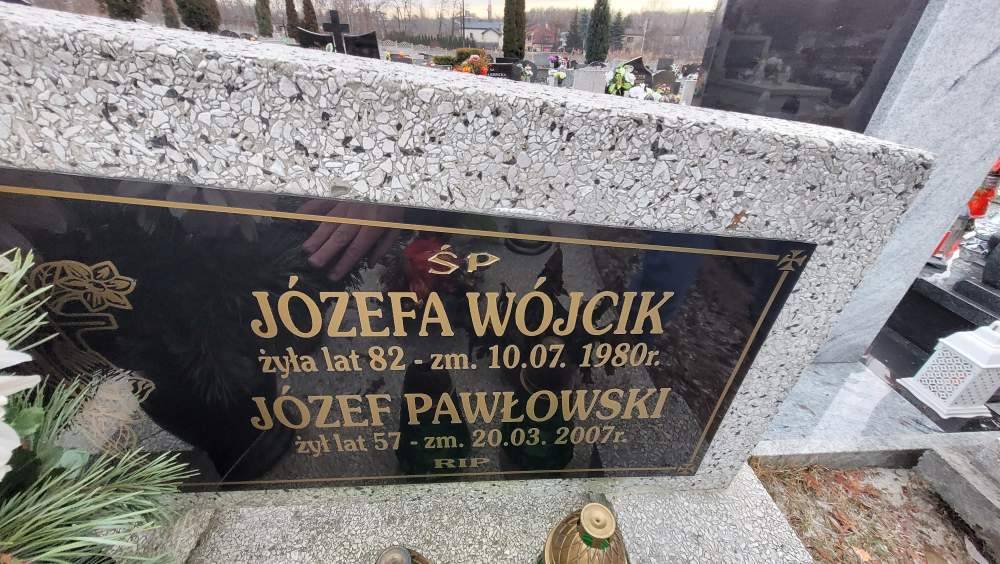 ŚP
JÓZEFA WÓJCIK
żyła lat 82 - zm. 10.07. 1980r.
JÓZEF PAWŁOWSKI
żył lat 57 - zm. 20.03. 2007r.
RIP